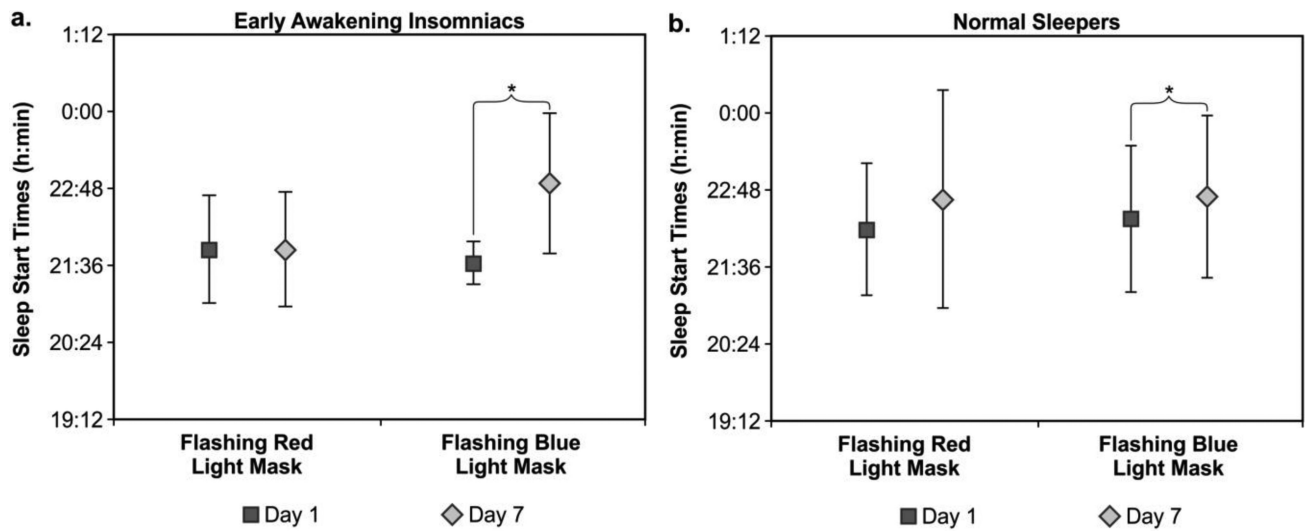 a.
Early Awakening Insomniacs
Sleep Start Times (h:min)
1:12
0:00
22:48
21:36
20:24
19:12
*
Flashing Red
Light Mask
Flashing Blue
Light Mask
Day 1
Day 7
b.
Normal Sleepers
Sleep Start Times (h:min)
1:12
0:00
22:48
21:36
20:24
19:12
*
Flashing Red
Light Mask
Flashing Blue
Light Mask
Day 1
Day 7